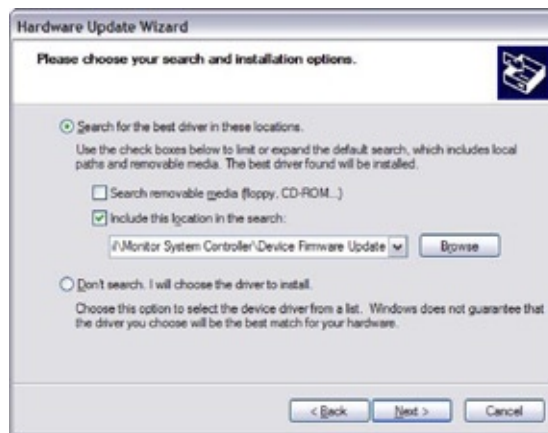 Hardware Update Wizard
Please choose your search and installation options.
Search for the best driver in these locations.
Use the check boxes below to limit or expand the default search, which includes local
paths and removable media. The best driver found will be installed.
Search removable media (floppy, CD-ROM...)
Include this location in the search:
\Monitor System Controller\Device Firmware Update
Browse
Don't search. I will choose the driver to install.
Choose this option to select the device driver from a list. Windows does not guarantee that
the driver you choose will be the best match for your hardware.
< Back
Next >
Cancel